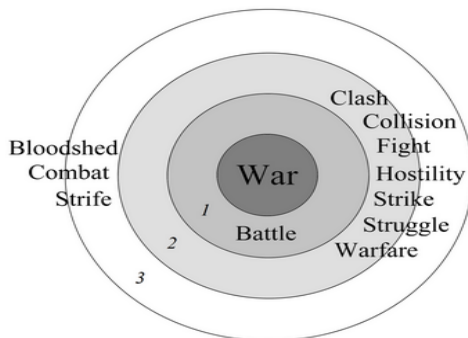 Clash
Collision
Bloodshed
Fight
Combat
War
Hostility
Strife
Strike
1
Struggle
Battle
2
Warfare
3